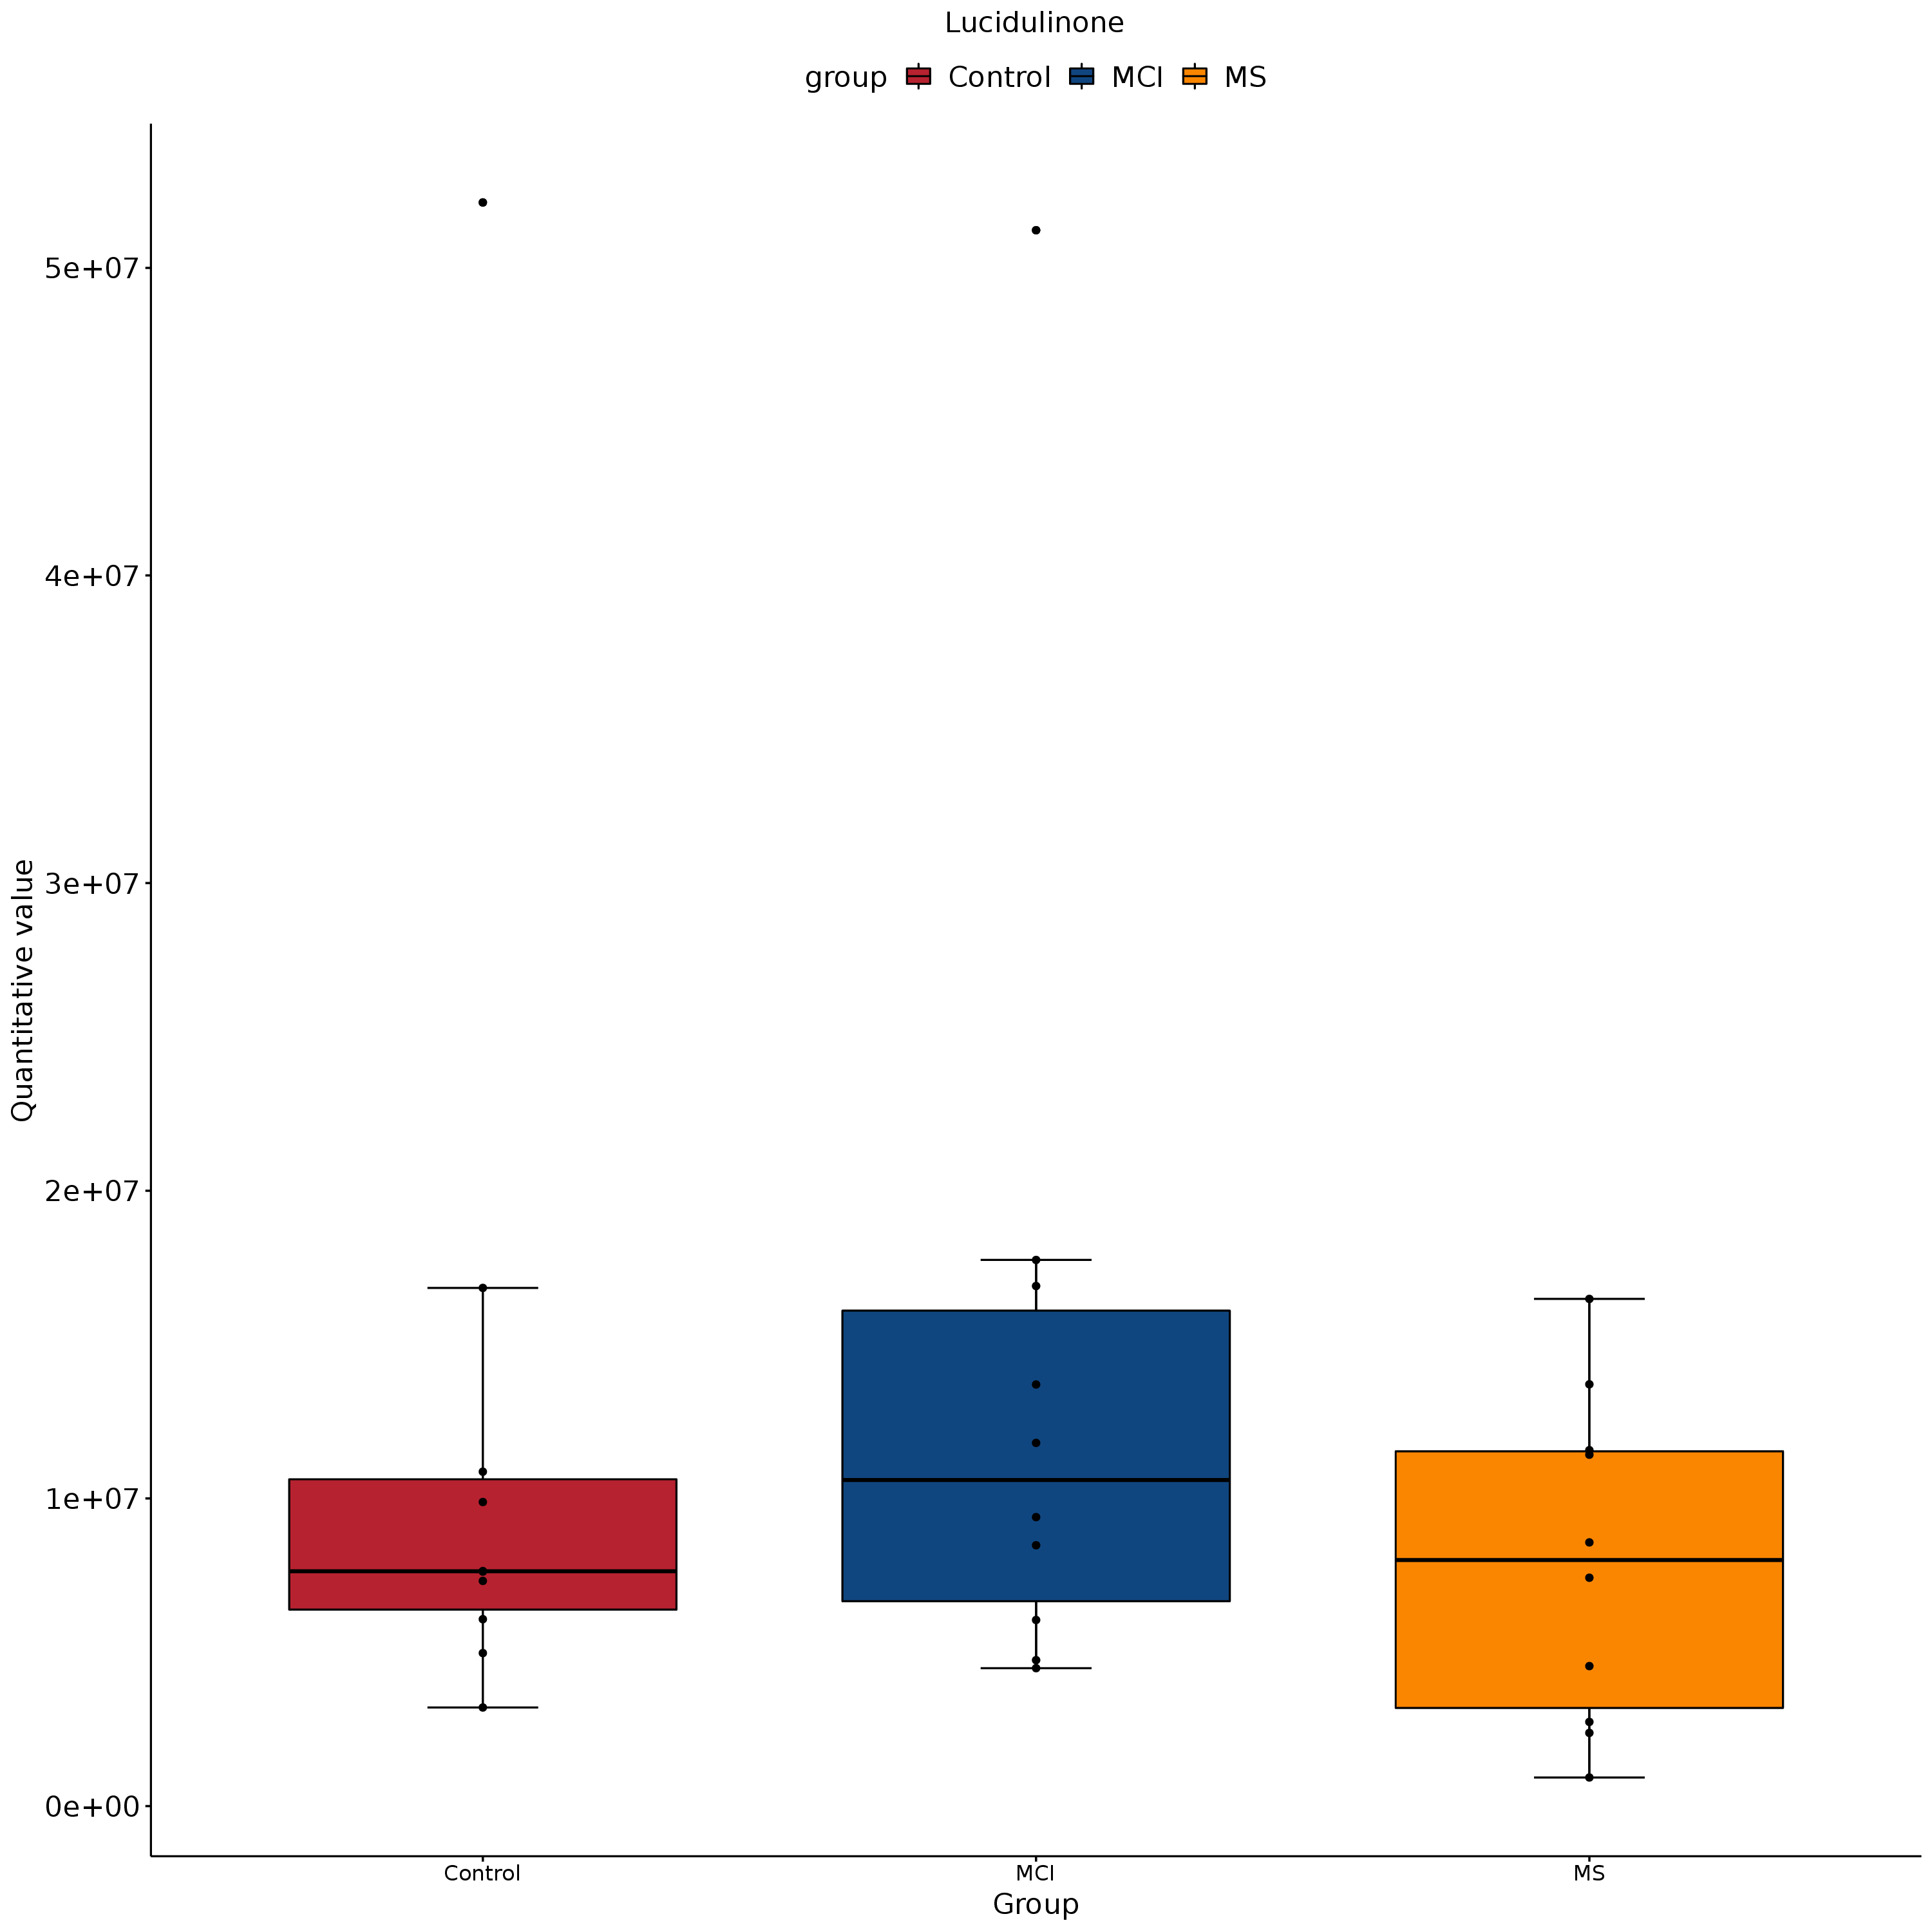 Lucidulinone
group Control MCI MS
Quantitative value
5e+07
4e+07
3e+07
2e+07
1e+07
0e+00
Control MCI MS
Group